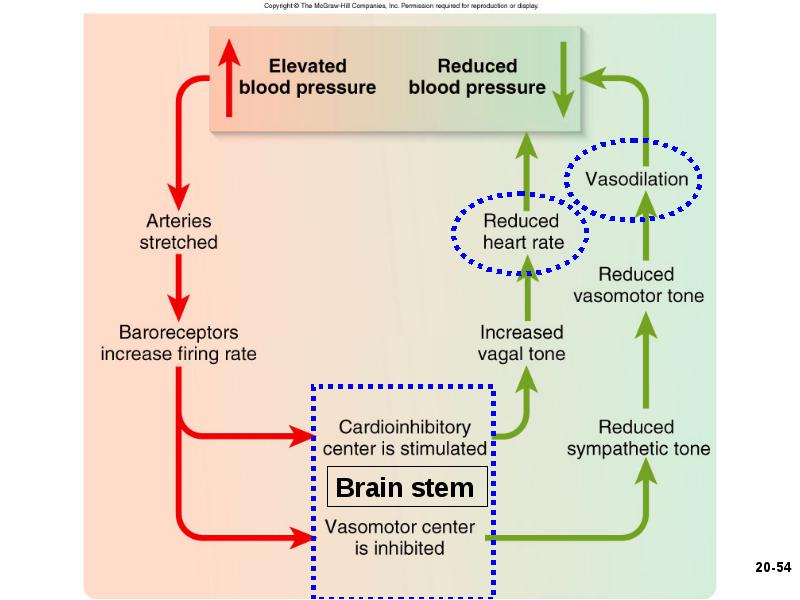 Copyright © The McGraw-Hill Companies, Inc. Permission required for reproduction or display.
Elevated
blood pressure
Reduced
blood pressure
Vasodilation
Arteries
stretched
Reduced
heart rate
Reduced
vasomotor tone
Baroreceptors
increase firing rate
Increased
vagal tone
Cardioinhibitory
center is stimulated
Reduced
sympathetic tone
Brain stem
Vasomotor center
is inhibited
20-54